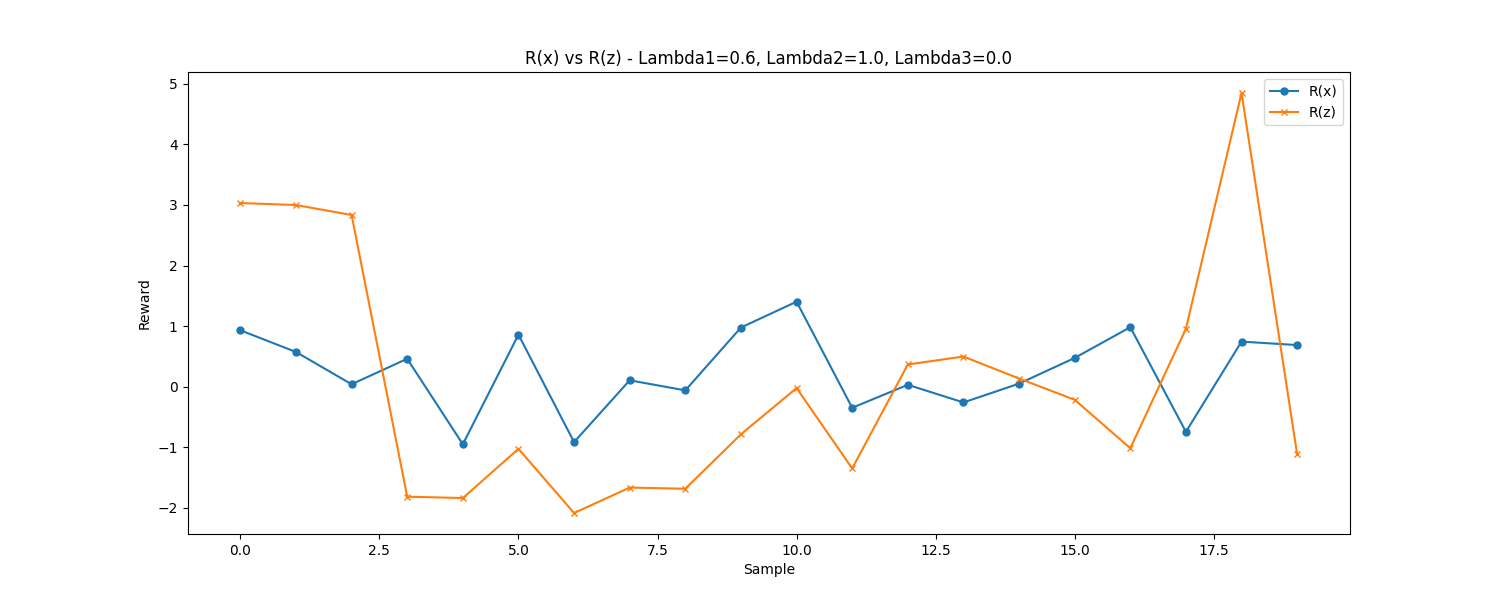 R(x) vs R(z) - Lambda1=0.6, Lambda2=1.0, Lambda3=0.0
R(x)
R(z)
5
4
3
2
1
0
−1
−2
Reward
0.0 2.5 5.0 7.5 10.0 12.5 15.0 17.5
Sample